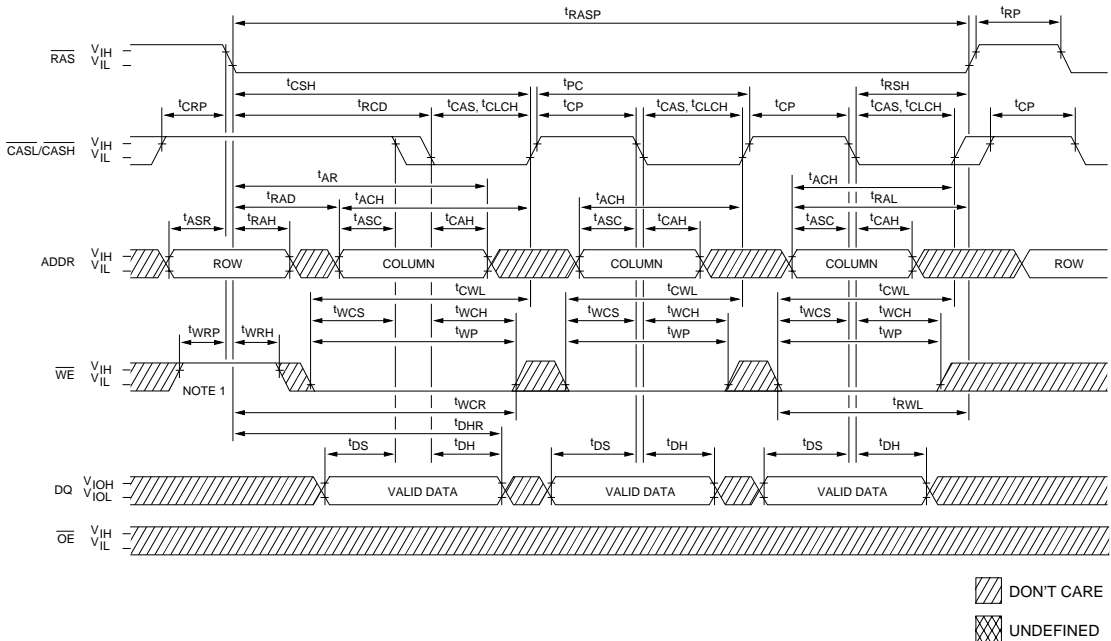 tRASP
tRP
RAS VIH VIL
tCSH
tPC
tRSH
tCRP
tRCD
tCAS, tCLCH
tCP
tCAS, tCLCH
tCP
tCAS, tCLCH
tCP
CASL/CASH VIH VIL
tAR
tACH
tRAD
tACH
tACH
tRAL
tASR
tRAH
tASC
tCAH
tASC
tCAH
tASC
tCAH
ADDR VIH VIL
ROW
COLUMN
COLUMN
COLUMN
ROW
tCWL
tCWL
tCWL
tWCS
tWCH
tWCS
tWCH
tWCS
tWCH
tWRP
tWRH
tWP
tWP
tWP
WE VIH VIL
NOTE 1
tWCR
tRWL
tDHR
tDS
tDH
tDS
tDH
tDS
tDH
DQ VIOH VIOL
VALID DATA
VALID DATA
VALID DATA
OE VIH VIL
DON'T CARE
UNDEFINED